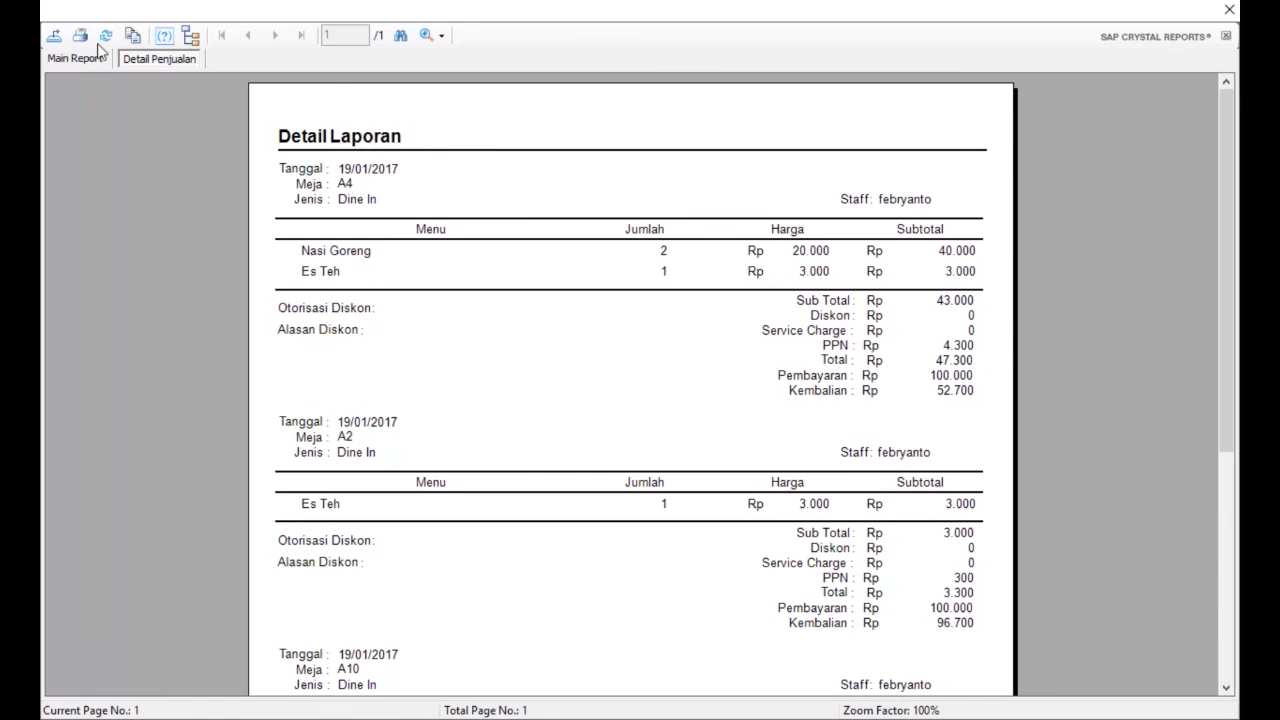 1 /1
SAP CRYSTAL REPORTS®
Main Report Detail Penjualan
Detail Laporan
Tanggal : 19/01/2017
Meja : A4
Jenis : Dine In Staff : febryanto
Menu Jumlah Harga Subtotal
Nasi Goreng 2 Rp 20.000 Rp 40.000
Es Teh 1 Rp 3.000 Rp 3.000
Otorisasi Diskon :
Alasan Diskon :
Sub Total : Rp 43.000
Diskon : Rp 0
Service Charge : Rp 0
PPN : Rp 4.300
Total : Rp 47.300
Pembayaran : Rp 100.000
Kembalian : Rp 52.700
Tanggal : 19/01/2017
Meja : A2
Jenis : Dine In Staff : febryanto
Menu Jumlah Harga Subtotal
Es Teh 1 Rp 3.000 Rp 3.000
Otorisasi Diskon :
Alasan Diskon :
Sub Total : Rp 3.000
Diskon : Rp 0
Service Charge : Rp 0
PPN : Rp 300
Total : Rp 3.300
Pembayaran : Rp 100.000
Kembalian : Rp 96.700
Tanggal : 19/01/2017
Meja : A10
Jenis : Dine In Staff : febryanto
Current Page No.: 1 Total Page No.: 1 Zoom Factor: 100%